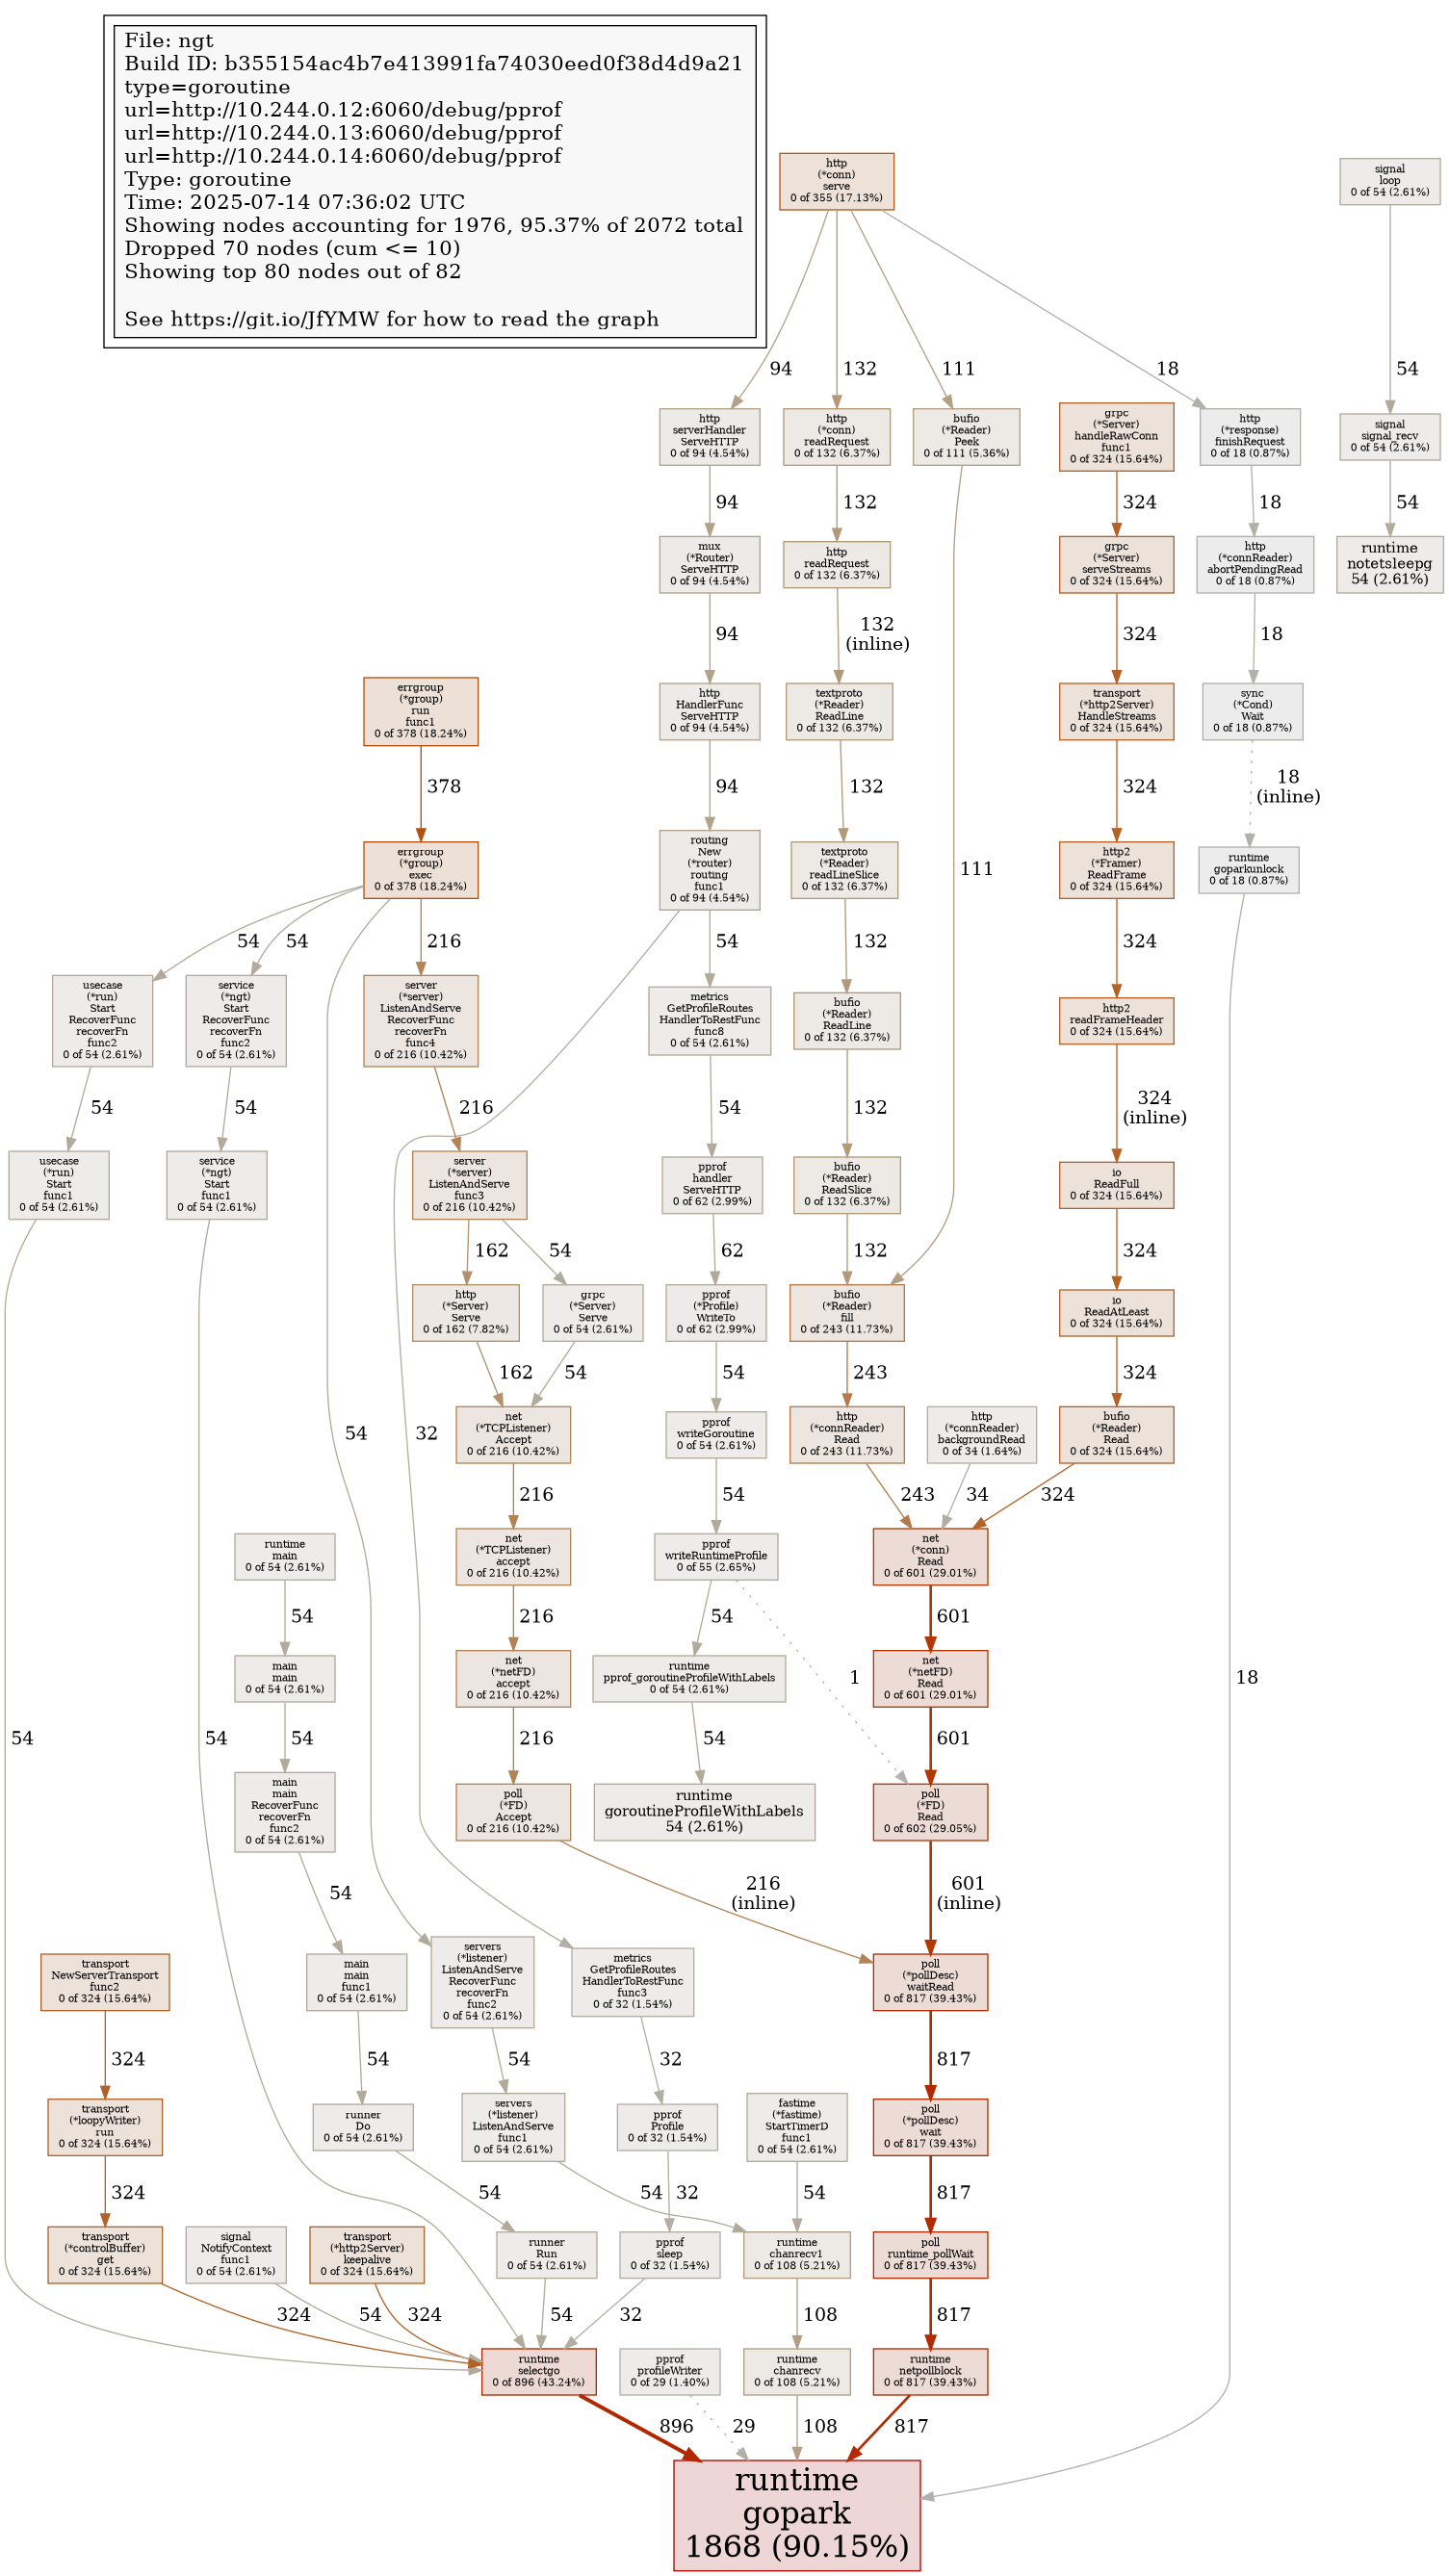 File: ngt
Build ID: b355154ac4b7e413991fa74030eed0f38d4d9a21
type=goroutine
url=http://10.244.0.12:6060/debug/pprof
url=http://10.244.0.13:6060/debug/pprof
url=http://10.244.0.14:6060/debug/pprof
Type: goroutine
Time: 2025-07-14 07:36:02 UTC
Showing nodes accounting for 1976, 95.37% of 2072 total
Dropped 70 nodes (cum <= 10)
Showing top 80 nodes out of 82
See https://git.io/JfYMW for how to read the graph
http
(*conn)
serve
0 of 355 (17.13%)
signal
loop
0 of 54 (2.61%)
94
132
111
18
54
http
serverHandler
ServeHTTP
0 of 94 (4.54%)
http
(*conn)
readRequest
0 of 132 (6.37%)
bufio
(*Reader)
Peek
0 of 111 (5.36%)
grpc
(*Server)
handleRawConn
func1
0 of 324 (15.64%)
http
(*response)
finishRequest
0 of 18 (0.87%)
signal
signal_recv
0 of 54 (2.61%)
94
132
324
18
54
mux
(*Router)
ServeHTTP
0 of 94 (4.54%)
http
readRequest
0 of 132 (6.37%)
grpc
(*Server)
serveStreams
0 of 324 (15.64%)
http
(*connReader)
abortPendingRead
0 of 18 (0.87%)
runtime
notetsleepg
54 (2.61%)
94
132
(inline)
324
18
errgroup
(*group)
run
func1
0 of 378 (18.24%)
http
HandlerFunc
ServeHTTP
0 of 94 (4.54%)
textproto
(*Reader)
ReadLine
0 of 132 (6.37%)
transport
(*http2Server)
HandleStreams
0 of 324 (15.64%)
sync
(*Cond)
Wait
0 of 18 (0.87%)
378
94
132
324
18
(inline)
errgroup
(*group)
exec
0 of 378 (18.24%)
routing
New
(*router)
routing
func1
0 of 94 (4.54%)
textproto
(*Reader)
readLineSlice
0 of 132 (6.37%)
111
http2
(*Framer)
ReadFrame
0 of 324 (15.64%)
runtime
goparkunlock
0 of 18 (0.87%)
54
54
216
54
132
324
usecase
(*run)
Start
RecoverFunc
recoverFn
func2
0 of 54 (2.61%)
service
(*ngt)
Start
RecoverFunc
recoverFn
func2
0 of 54 (2.61%)
server
(*server)
ListenAndServe
RecoverFunc
recoverFn
func4
0 of 216 (10.42%)
metrics
GetProfileRoutes
HandlerToRestFunc
func8
0 of 54 (2.61%)
bufio
(*Reader)
ReadLine
0 of 132 (6.37%)
http2
readFrameHeader
0 of 324 (15.64%)
54
54
216
54
132
324
(inline)
usecase
(*run)
Start
func1
0 of 54 (2.61%)
service
(*ngt)
Start
func1
0 of 54 (2.61%)
server
(*server)
ListenAndServe
func3
0 of 216 (10.42%)
pprof
handler
ServeHTTP
0 of 62 (2.99%)
bufio
(*Reader)
ReadSlice
0 of 132 (6.37%)
io
ReadFull
0 of 324 (15.64%)
162
54
62
132
324
http
(*Server)
Serve
0 of 162 (7.82%)
grpc
(*Server)
Serve
0 of 54 (2.61%)
pprof
(*Profile)
WriteTo
0 of 62 (2.99%)
bufio
(*Reader)
fill
0 of 243 (11.73%)
io
ReadAtLeast
0 of 324 (15.64%)
162
54
54
243
324
54
32
net
(*TCPListener)
Accept
0 of 216 (10.42%)
pprof
writeGoroutine
0 of 54 (2.61%)
http
(*connReader)
Read
0 of 243 (11.73%)
http
(*connReader)
backgroundRead
0 of 34 (1.64%)
bufio
(*Reader)
Read
0 of 324 (15.64%)
216
54
243
34
324
runtime
main
0 of 54 (2.61%)
net
(*TCPListener)
accept
0 of 216 (10.42%)
pprof
writeRuntimeProfile
0 of 55 (2.65%)
net
(*conn)
Read
0 of 601 (29.01%)
54
216
54
1
601
18
main
main
0 of 54 (2.61%)
net
(*netFD)
accept
0 of 216 (10.42%)
runtime
pprof_goroutineProfileWithLabels
0 of 54 (2.61%)
net
(*netFD)
Read
0 of 601 (29.01%)
54
54
54
216
54
601
main
main
RecoverFunc
recoverFn
func2
0 of 54 (2.61%)
poll
(*FD)
Accept
0 of 216 (10.42%)
runtime
goroutineProfileWithLabels
54 (2.61%)
poll
(*FD)
Read
0 of 602 (29.05%)
54
216
(inline)
601
(inline)
transport
NewServerTransport
func2
0 of 324 (15.64%)
main
main
func1
0 of 54 (2.61%)
servers
(*listener)
ListenAndServe
RecoverFunc
recoverFn
func2
0 of 54 (2.61%)
metrics
GetProfileRoutes
HandlerToRestFunc
func3
0 of 32 (1.54%)
poll
(*pollDesc)
waitRead
0 of 817 (39.43%)
324
54
54
32
817
transport
(*loopyWriter)
run
0 of 324 (15.64%)
runner
Do
0 of 54 (2.61%)
servers
(*listener)
ListenAndServe
func1
0 of 54 (2.61%)
pprof
Profile
0 of 32 (1.54%)
fastime
(*fastime)
StartTimerD
func1
0 of 54 (2.61%)
poll
(*pollDesc)
wait
0 of 817 (39.43%)
324
54
54
32
54
817
transport
(*controlBuffer)
get
0 of 324 (15.64%)
signal
NotifyContext
func1
0 of 54 (2.61%)
transport
(*http2Server)
keepalive
0 of 324 (15.64%)
runner
Run
0 of 54 (2.61%)
pprof
sleep
0 of 32 (1.54%)
runtime
chanrecv1
0 of 108 (5.21%)
poll
runtime_pollWait
0 of 817 (39.43%)
324
54
324
54
32
108
817
runtime
selectgo
0 of 896 (43.24%)
pprof
profileWriter
0 of 29 (1.40%)
runtime
chanrecv
0 of 108 (5.21%)
runtime
netpollblock
0 of 817 (39.43%)
896
29
108
817
runtime
gopark
1868 (90.15%)